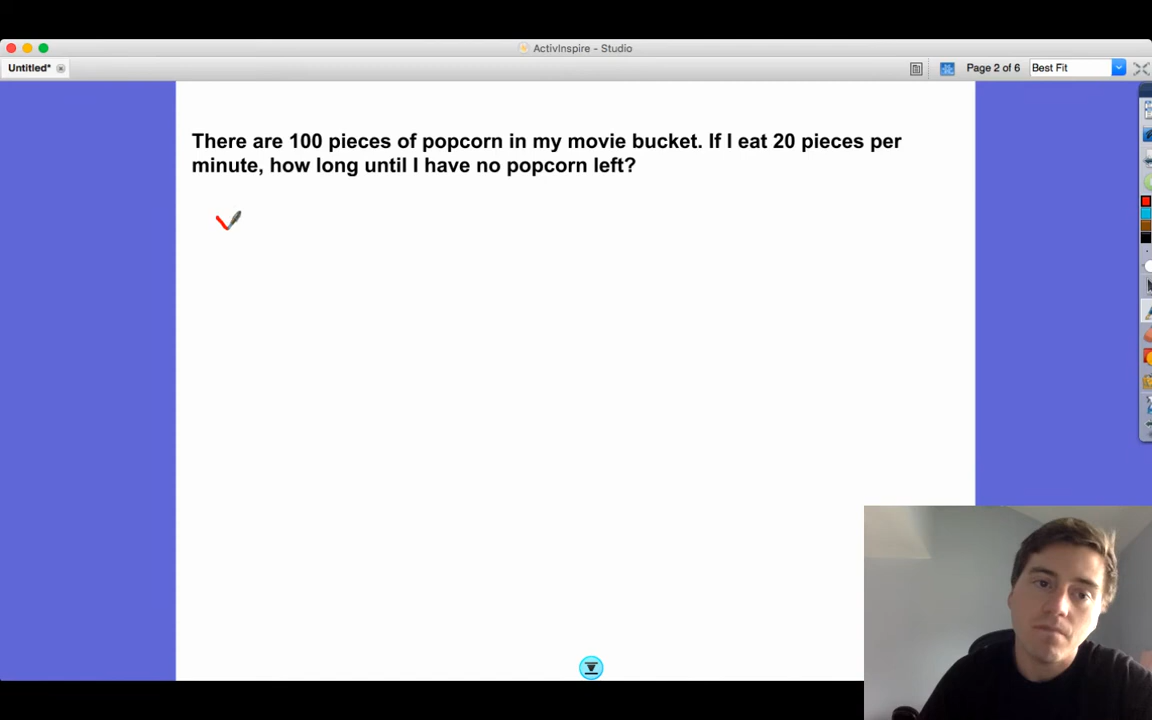 ActivInspire - Studio
Untitled*
Page 2 of 6
Best Fit
There are 100 pieces of popcorn in my movie bucket. If I eat 20 pieces per
minute, how long until I have no popcorn left?